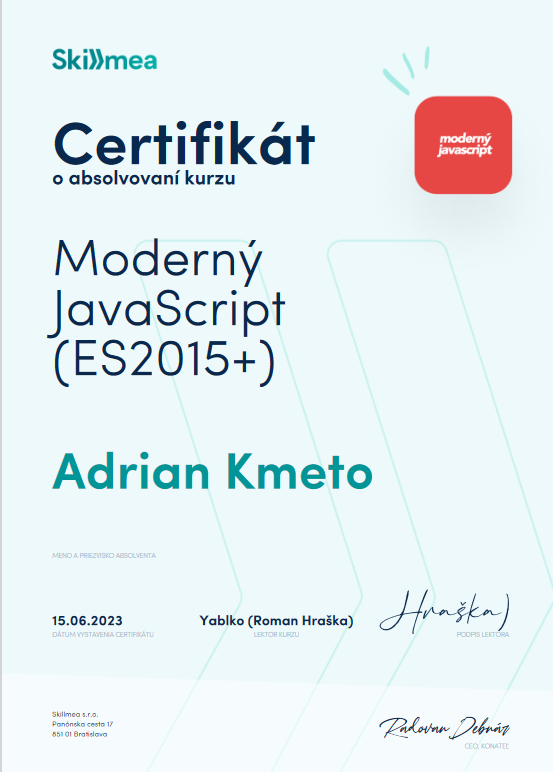 Skillmea
moderný
javascript
Certifikát
o absolvovaní kurzu
Moderný
JavaScript
(ES2015+)
Adrian Kmeto
MENO A PRIEZVISKO ABSOLVENTA
15.06.2023
Yablko (Roman Hraška)
Hraška)
DÁTUM VYSTAVENIA CERTIFIKÁTU
LEKTOR KURZU
PODPIS LEKTORA
Skillmea s.r.o.
Panónska cesta 17
851 01 Bratislava
Radovan Debnár
CEO, KONATEĽ